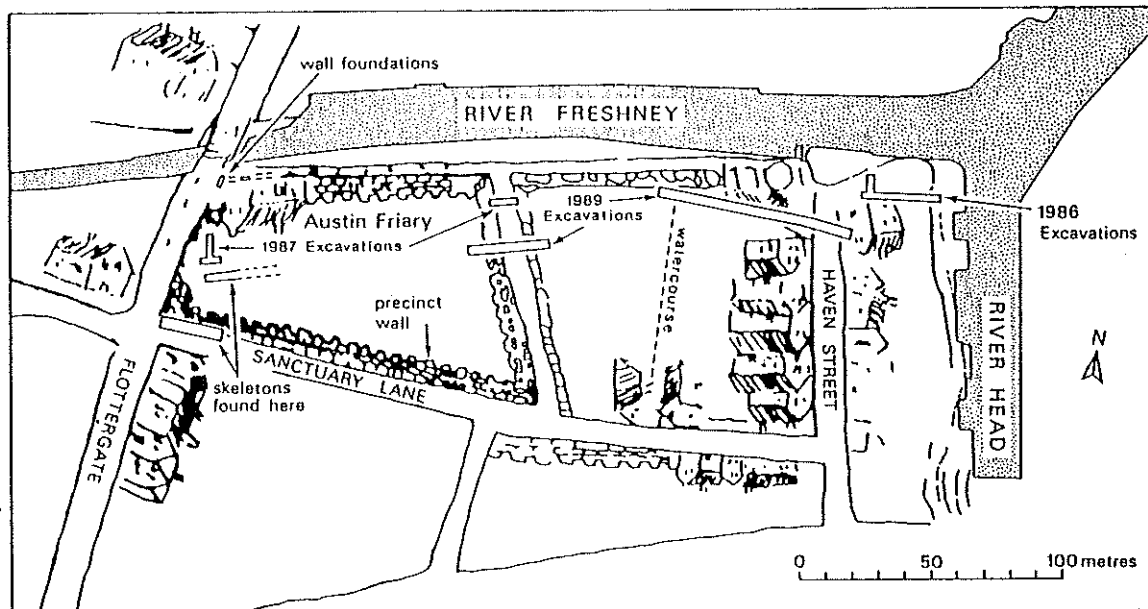 wall foundations
RIVER FRESHNEY
Austin Friary
1987 Excavations
1989
Excavations
1986
Excavations
watercourse
precinct
wall
HAVEN STREET
RIVER HEAD
N
SANCTUARY LANE
skeletons
found here
FLOTTERGATE
0 50 100 metres